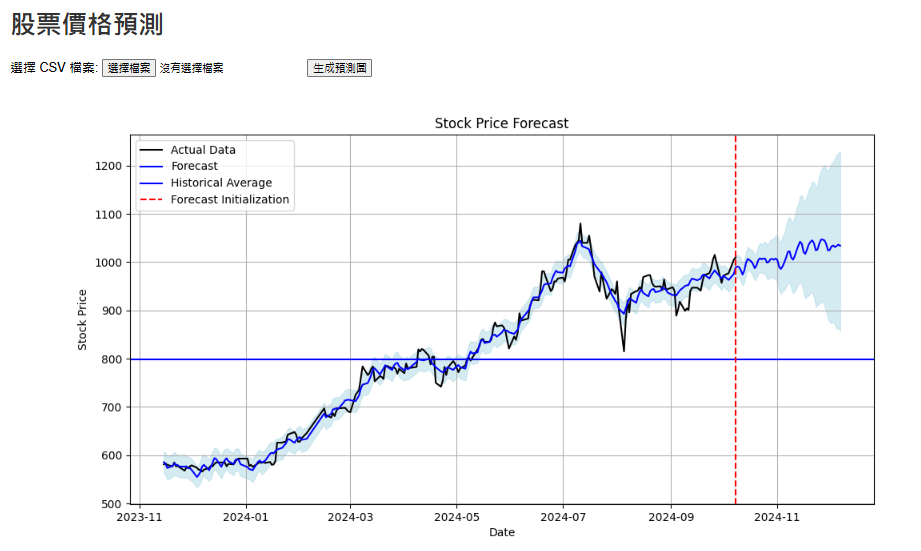 股票價格預測
選擇 CSV 檔案: 選擇檔案 沒有選擇檔案 生成預測圖
Stock Price Forecast
Actual Data
Forecast
Historical Average
Forecast Initialization
Stock Price
1200
1100
1000
900
800
700
600
500
2023-11 2024-01 2024-03 2024-05 2024-07 2024-09 2024-11
Date